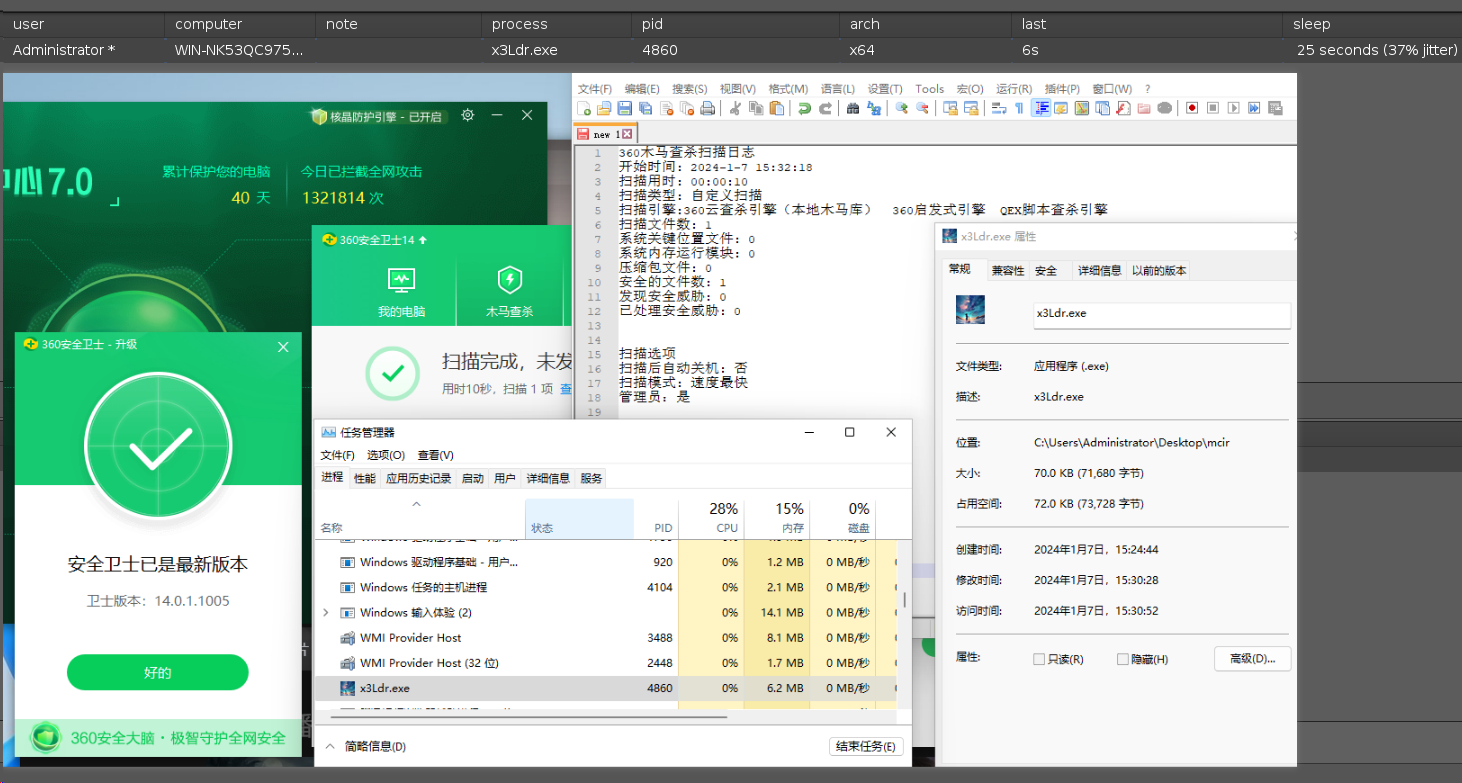 user computer note process pid arch last sleep
Administrator * WIN-NK53QC975... x3Ldr.exe 4860 x64 6s 25 seconds (37% jitter)
核晶防护引擎 - 已开启
心7.0
累计保护您的电脑 今日已拦截全网攻击
40 天 1321814 次
360安全卫士14
我的电脑 木马查杀
扫描完成，未发
用时10秒，扫描 1 项 查
360安全卫士 - 升级
安全卫士已是最新版本
卫士版本：14.0.1.1005
好的
360安全大脑 · 极智守护全网安全
文件(F) 编辑(E) 搜索(S) 视图(V) 格式(M) 语言(L) 设置(T) Tools 宏(O) 运行(R) 插件(P) 窗口(W) ?
new 1
1 360木马查杀扫描日志
2 开始时间: 2024-1-7 15:32:18
3 扫描用时: 00:00:10
4 扫描类型: 自定义扫描
5 扫描引擎:360云查杀引擎（本地木马库） 360启发式引擎 QEX脚本查杀引擎
6 扫描文件数: 1
7 系统关键位置文件: 0
8 系统内存运行模块: 0
9 压缩包文件: 0
10 安全的文件数: 1
11 发现安全威胁: 0
12 已处理安全威胁: 0
13
14
15 扫描选项
16 扫描后自动关机: 否
17 扫描模式: 速度最快
18 管理员: 是
19
任务管理器
文件(F) 选项(O) 查看(V)
进程 性能 应用历史记录 启动 用户 详细信息 服务
28% 15% 0%
名称 状态 PID CPU 内存 磁盘
Windows 驱动程序基础 - 用户...
Windows 驱动程序基础 - 用户... 920 0% 1.2 MB 0 MB/秒
Windows 任务的主机进程 4104 0% 2.1 MB 0 MB/秒
Windows 输入体验 (2) 0% 14.1 MB 0 MB/秒
WMI Provider Host 3488 0% 8.1 MB 0 MB/秒
WMI Provider Host (32 位) 2448 0% 1.7 MB 0 MB/秒
x3Ldr.exe 4860 0% 6.2 MB 0 MB/秒
简略信息(D) 结束任务(E)
x3Ldr.exe 属性
常规 兼容性 安全 详细信息 以前的版本
x3Ldr.exe
文件类型: 应用程序 (.exe)
描述: x3Ldr.exe
位置: C:\Users\Administrator\Desktop\mcir
大小: 70.0 KB (71,680 字节)
占用空间: 72.0 KB (73,728 字节)
创建时间: 2024年1月7日，15:24:44
修改时间: 2024年1月7日，15:30:28
访问时间: 2024年1月7日，15:30:52
属性: 只读(R) 隐藏(H) 高级(D)...